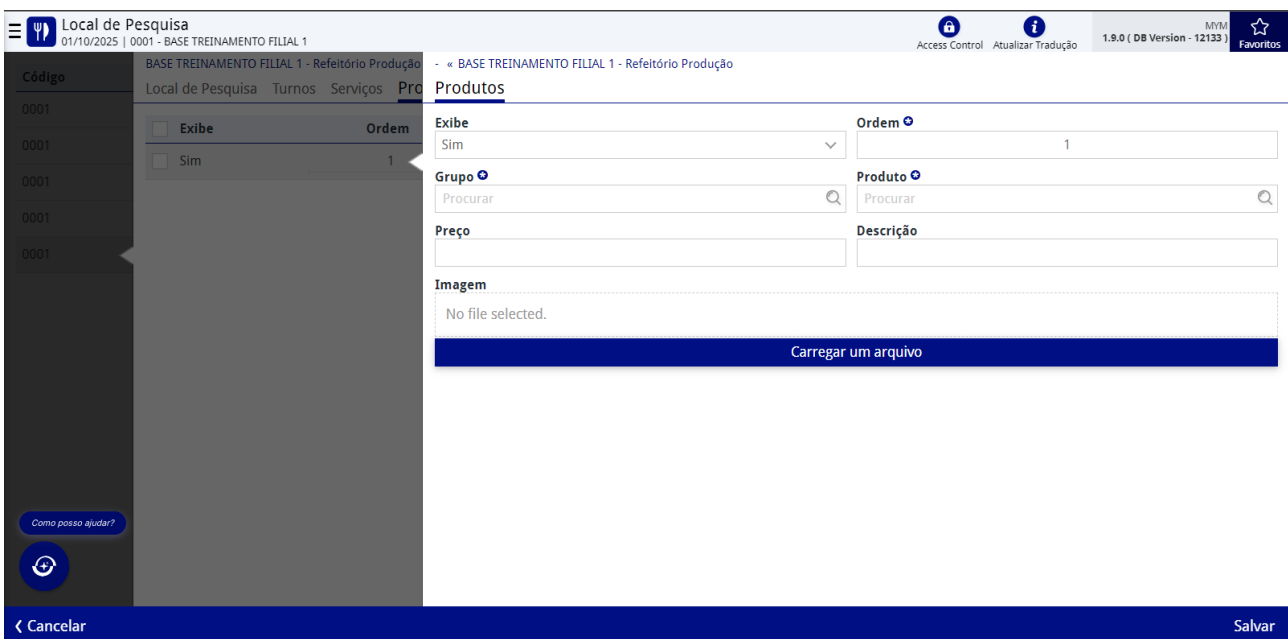 Local de Pesquisa
01/10/2025 | 0001 - BASE TREINAMENTO FILIAL 1
Access Control
Atualizar Tradução
MYM
1.9.0 ( DB Version - 12133 )
Favoritos
Código
0001
0001
0001
0001
0001
BASE TREINAMENTO FILIAL 1 - Refeitório Produção
Local de Pesquisa Turnos Serviços Pro
Exibe Ordem
Sim 1
- « BASE TREINAMENTO FILIAL 1 - Refeitório Produção
Produtos
Exibe Ordem
Sim 1
Grupo Produto
Procurar Procurar
Preço Descrição
Imagem
No file selected.
Carregar um arquivo
Como posso ajudar?
Cancelar Salvar